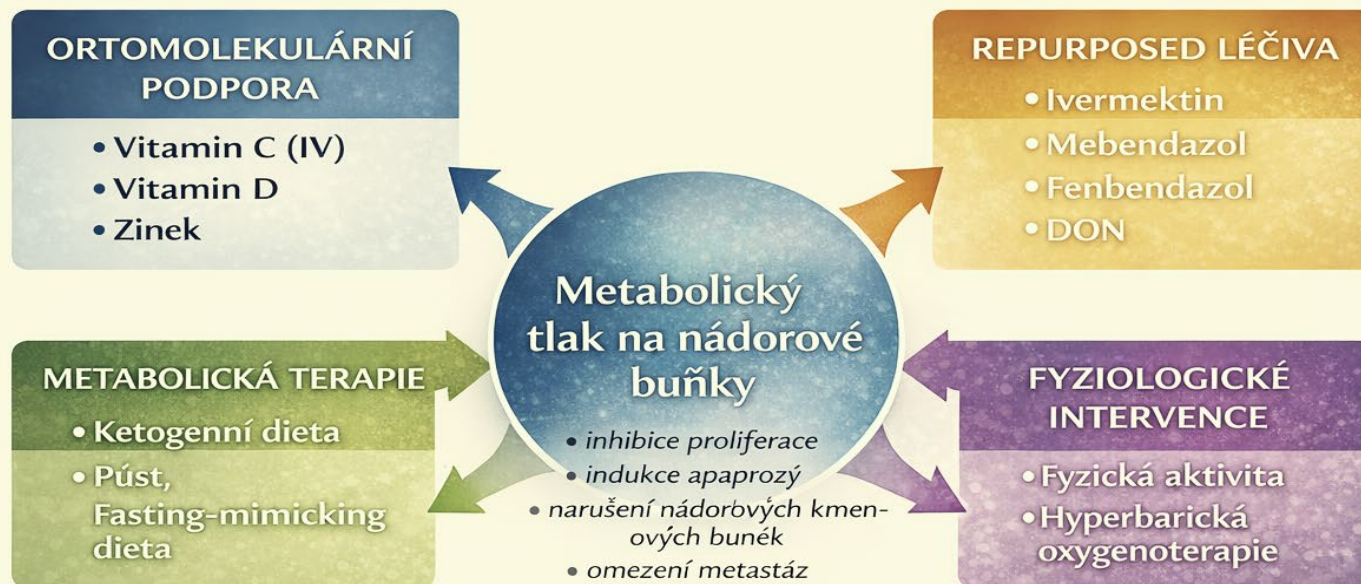 ORTOMOLEKULÁRNÍ
PODPORA
• Vitamin C (IV)
• Vitamin D
• Zinek
REPURPOSED LÉČIVA
• Ivermektin
• Mebendazol
• Fenbendazol
• DON
Metabolický
tlak na nádorové
buňky
• inhibice proliferace
• indukce apaprozý
• narušení nádorových kmen-
ových bunék
• omezení metastáz
METABOLICKÁ TERAPIE
• Ketogenní dieta
• Púst,
Fasting-mimicking
dieta
FYZIOLOGICKÉ
INTERVENCE
• Fyzická aktivita
• Hyperbarická
oxygenoterapie